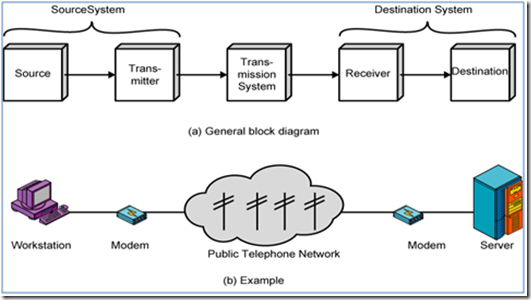 SourceSystem
Destination System
Source
Trans-
mitter
Trans-
mission
System
Receiver
Destination
(a) General block diagram
Workstation
Modem
Public Telephone Network
Modem
Server
(b) Example